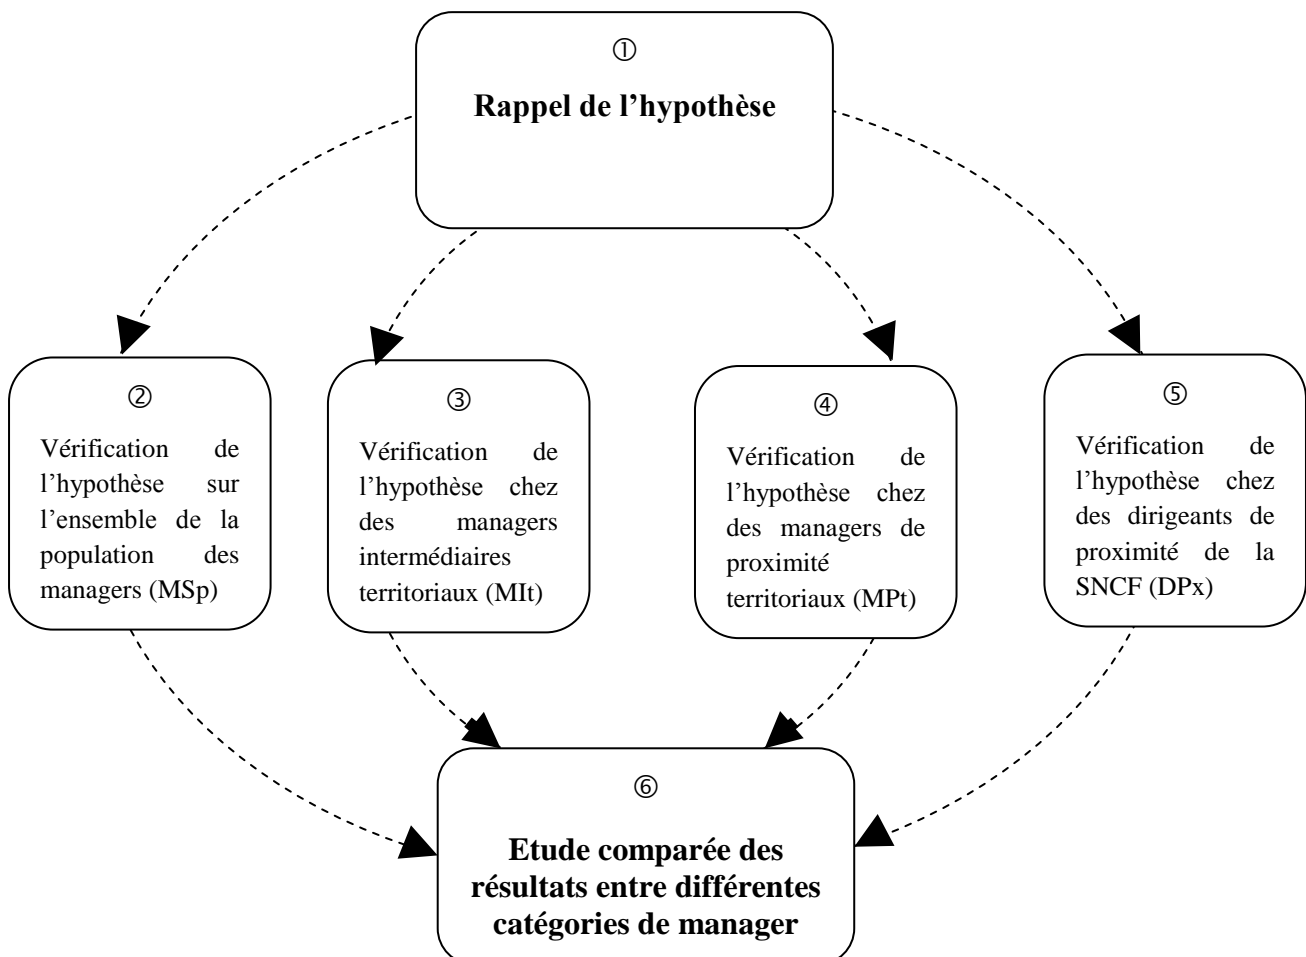 ①
Rappel de l’hypothèse
②
Vérification de
l’hypothèse sur
l’ensemble de la
population des
managers (MSp)
③
Vérification de
l’hypothèse chez
des managers
intermédiaires
territoriaux (MIt)
④
Vérification de
l’hypothèse chez
des managers de
proximité
territoriaux (MPt)
⑤
Vérification de
l’hypothèse chez
des dirigeants de
proximité de la
SNCF (DPx)
⑥
Etude comparée des
résultats entre différentes
catégories de manager